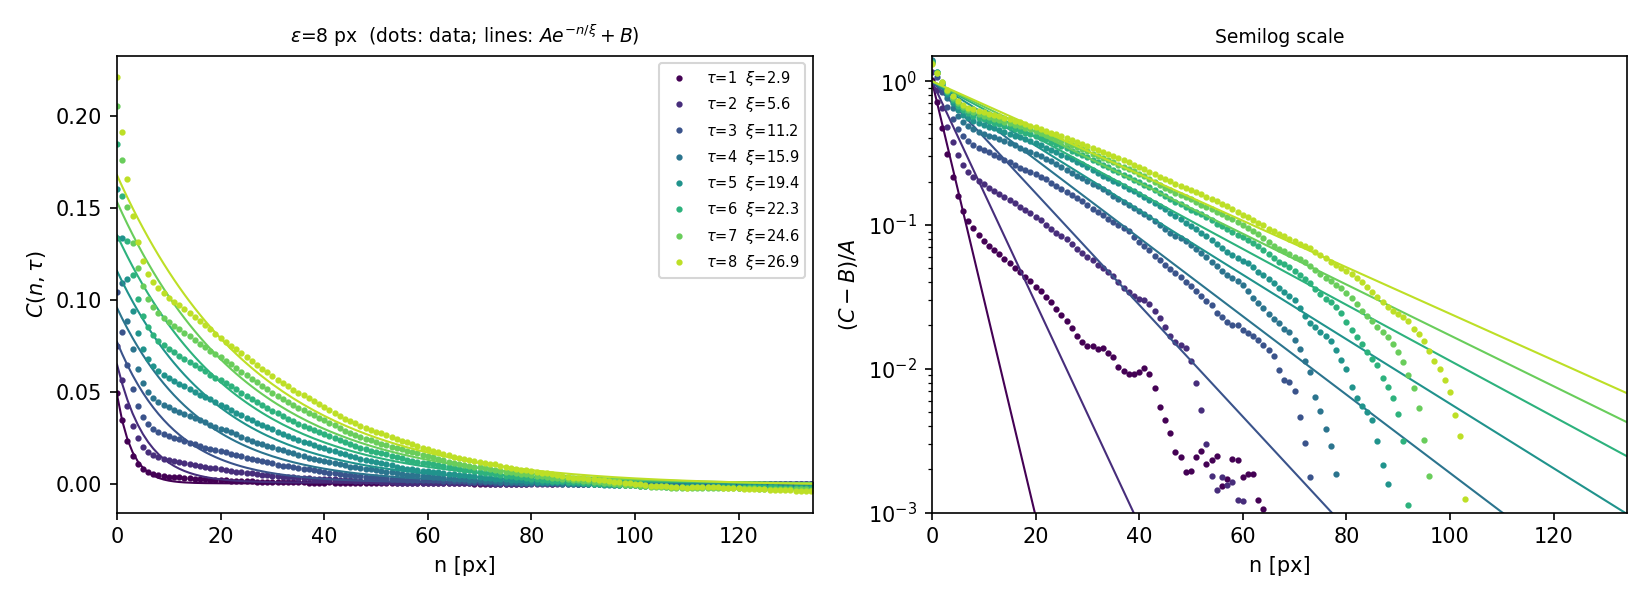 ε=8 px (dots: data; lines: Ae^{-n/ξ} + B)
C(n, τ)
0.20
0.15
0.10
0.05
0.00
0 20 40 60 80 100 120
n [px]
τ=1 ξ=2.9
τ=2 ξ=5.6
τ=3 ξ=11.2
τ=4 ξ=15.9
τ=5 ξ=19.4
τ=6 ξ=22.3
τ=7 ξ=24.6
τ=8 ξ=26.9
Semilog scale
(C − B)/A
10⁰
10⁻¹
10⁻²
10⁻³
0 20 40 60 80 100 120
n [px]